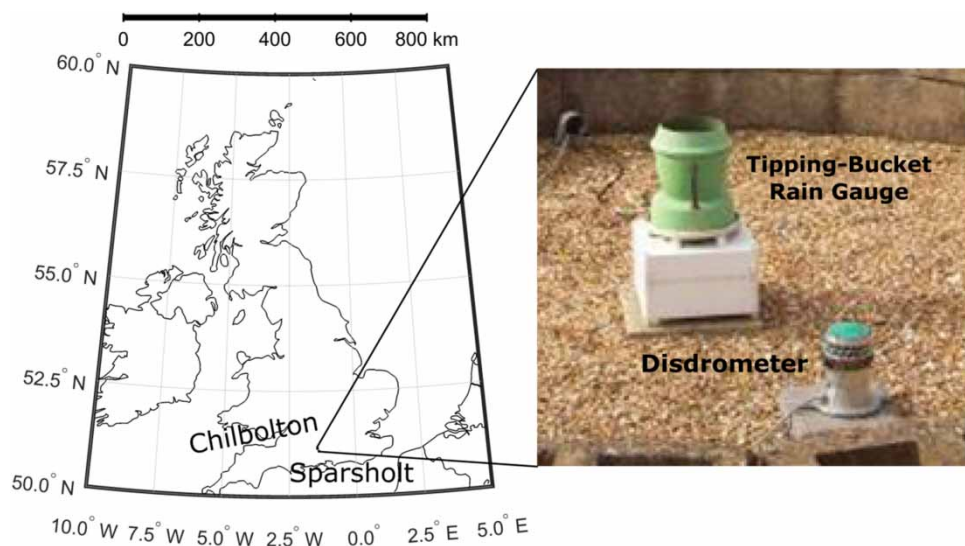 0 200 400 600 800 km
60.0° N
57.5° N
55.0° N
52.5° N
50.0° N
10.0° W 7.5° W 5.0° W 2.5° W 0.0° 2.5° E 5.0° E
Chilbolton
Sparsholt
Tipping-Bucket
Rain Gauge
Disdrometer